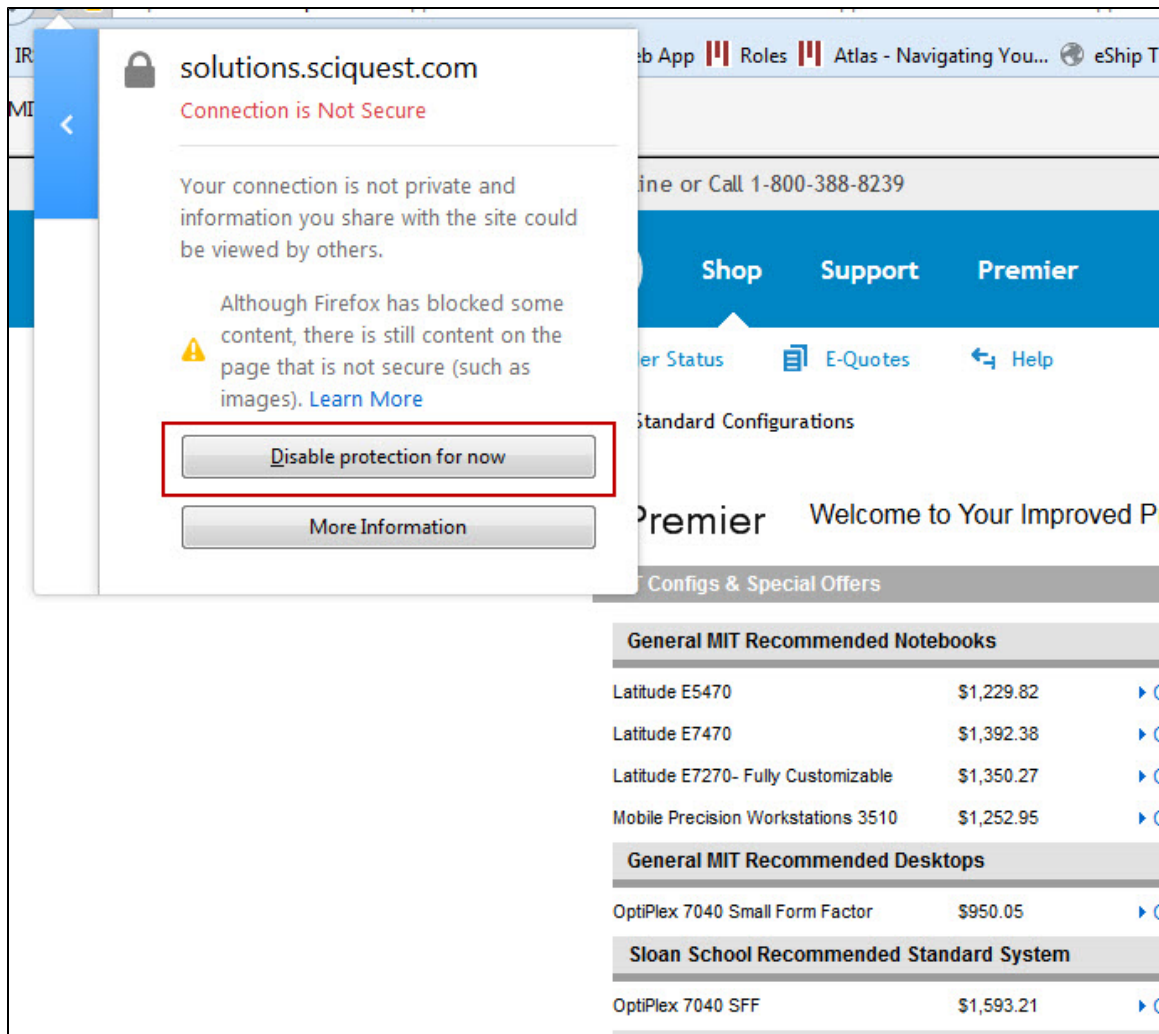 IR
eb App Roles Atlas - Navigating You... eShip T
MI
solutions.sciquest.com
Connection is Not Secure
Your connection is not private and
information you share with the site could
be viewed by others.
Although Firefox has blocked some
content, there is still content on the
page that is not secure (such as
images). Learn More
Disable protection for now
More Information
ine or Call 1-800-388-8239
Shop Support Premier
er Status E-Quotes Help
Standard Configurations
Premier Welcome to Your Improved P
Configs & Special Offers
General MIT Recommended Notebooks
Latitude E5470 $1,229.82
Latitude E7470 $1,392.38
Latitude E7270- Fully Customizable $1,350.27
Mobile Precision Workstations 3510 $1,252.95
General MIT Recommended Desktops
OptiPlex 7040 Small Form Factor $950.05
Sloan School Recommended Standard System
OptiPlex 7040 SFF $1,593.21